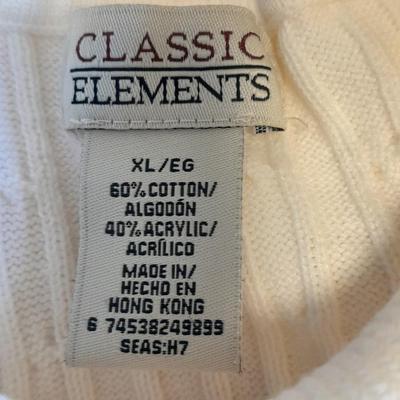 CLASSIC
ELEMENTS
XL/EG
60% COTTON/
ALGODÓN
40% ACRYLIC/
ACRÍLICO
MADE IN/
HECHO EN
HONG KONG
6 74538249899
SEAS:H7